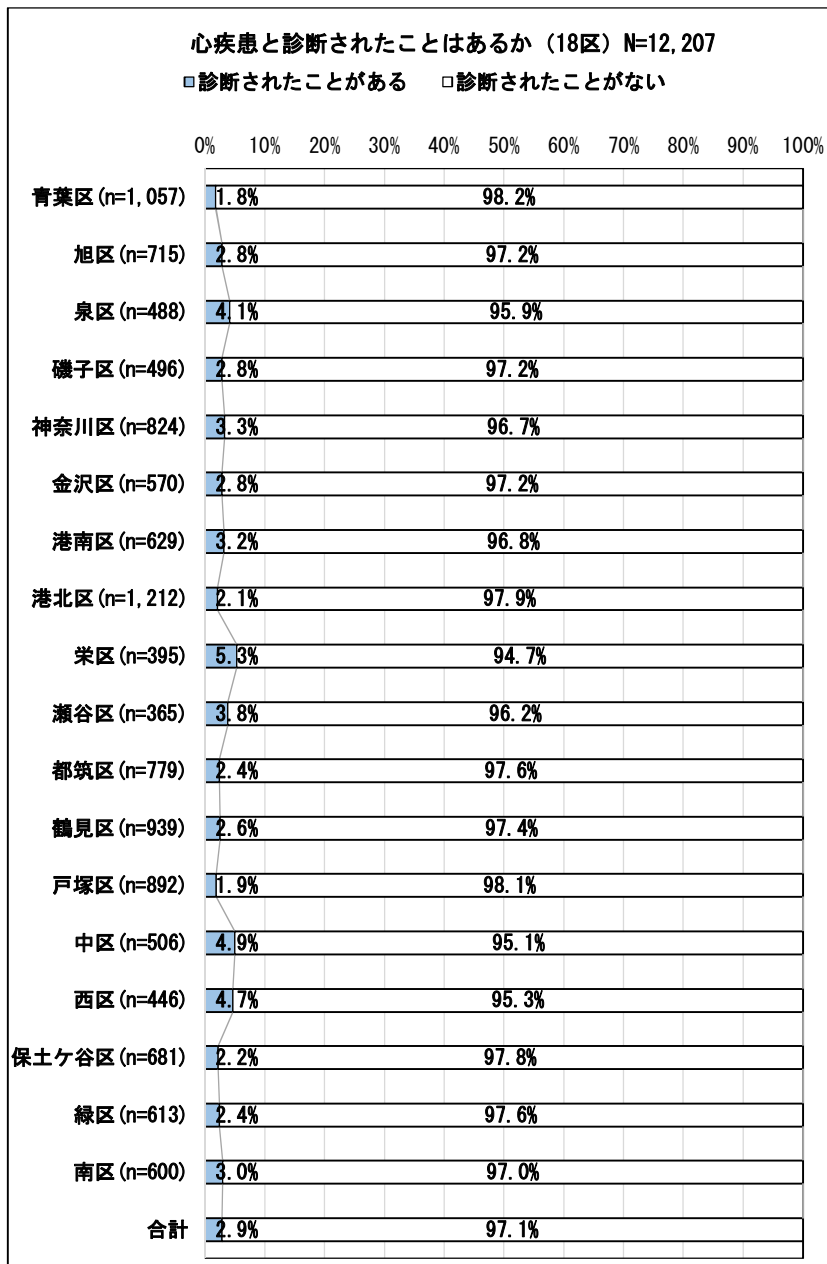 心疾患と診断されたことはあるか（18区）N=12,207
診断されたことがある　診断されたことがない
0% 10% 20% 30% 40% 50% 60% 70% 80% 90% 100%
青葉区(n=1,057) 1.8% 98.2%
旭区(n=715) 2.8% 97.2%
泉区(n=488) 4.1% 95.9%
磯子区(n=496) 2.8% 97.2%
神奈川区(n=824) 3.3% 96.7%
金沢区(n=570) 2.8% 97.2%
港南区(n=629) 3.2% 96.8%
港北区(n=1,212) 2.1% 97.9%
栄区(n=395) 5.3% 94.7%
瀬谷区(n=365) 3.8% 96.2%
都筑区(n=779) 2.4% 97.6%
鶴見区(n=939) 2.6% 97.4%
戸塚区(n=892) 1.9% 98.1%
中区(n=506) 4.9% 95.1%
西区(n=446) 4.7% 95.3%
保土ケ谷区(n=681) 2.2% 97.8%
緑区(n=613) 2.4% 97.6%
南区(n=600) 3.0% 97.0%
合計 2.9% 97.1%